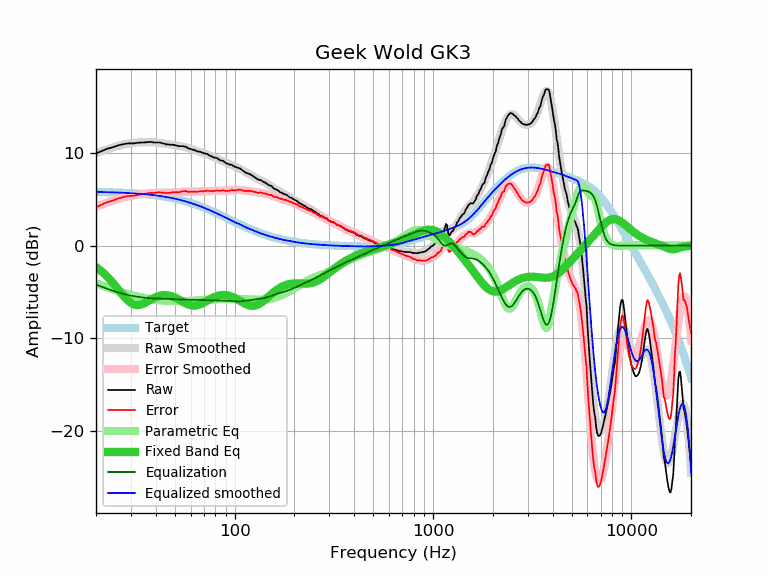 Geek Wold GK3
Amplitude (dBr)
10
0
−10
−20
Target
Raw Smoothed
Error Smoothed
Raw
Error
Parametric Eq
Fixed Band Eq
Equalization
Equalized smoothed
100
1000
10000
Frequency (Hz)